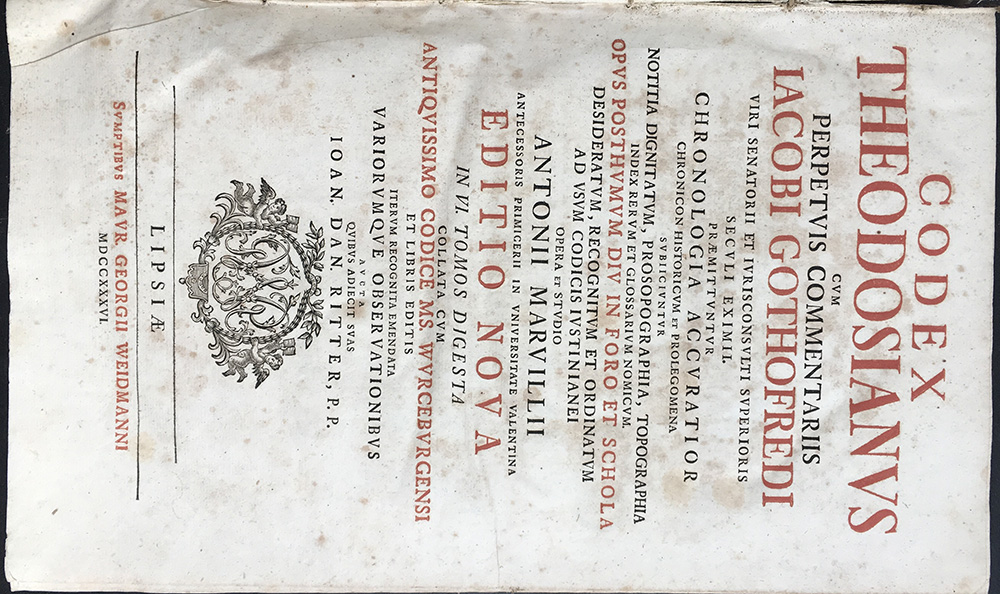 CODEX
THEODOSIANVS
CVM
PERPETVIS COMMENTARIIS
IACOBI GOTHOFREDI
VIRI SENATORII ET IVRISCONSVLTI SVPERIORIS
SECVLI EXIMII.
PRÆMITTVNTVR
CHRONOLOGIA ACCVRATIOR
CHRONICON HISTORICVM ET PROLEGOMENA
SVBIICIVNTVR
NOTITIA DIGNITATVM, PROSOPOGRAPHIA, TOPOGRAPHIA
INDEX RERVM ET GLOSSARIVM NOMICVM.
OPVS POSTHVMVM DIV IN FORO ET SCHOLA
DESIDERATVM, RECOGNITVM ET ORDINATVM
AD VSVM CODICIS IVSTINIANEI
OPERA ET STVDIO
ANTONII MARVILLII
ANTECESSORIS PRIMICERII IN VNIVERSITATE VALENTINA
EDITIO NOVA
IN VI. TOMOS DIGESTA
COLLATA CVM
ANTIQVISSIMO CODICE MS. WVRCEBVRGENSI
ET LIBRIS EDITIS
ITERVM RECOGNITA EMENDATA
VARIORVMQVE OBSERVATIONIBVS
AVCTA
QVIBVS ADIECIT SVAS
IOAN. DAN. RITTER, P. P.
LIPSIÆ
SVMPTIBVS MAVR. GEORGII WEIDMANNI
MDCCXXXVI.